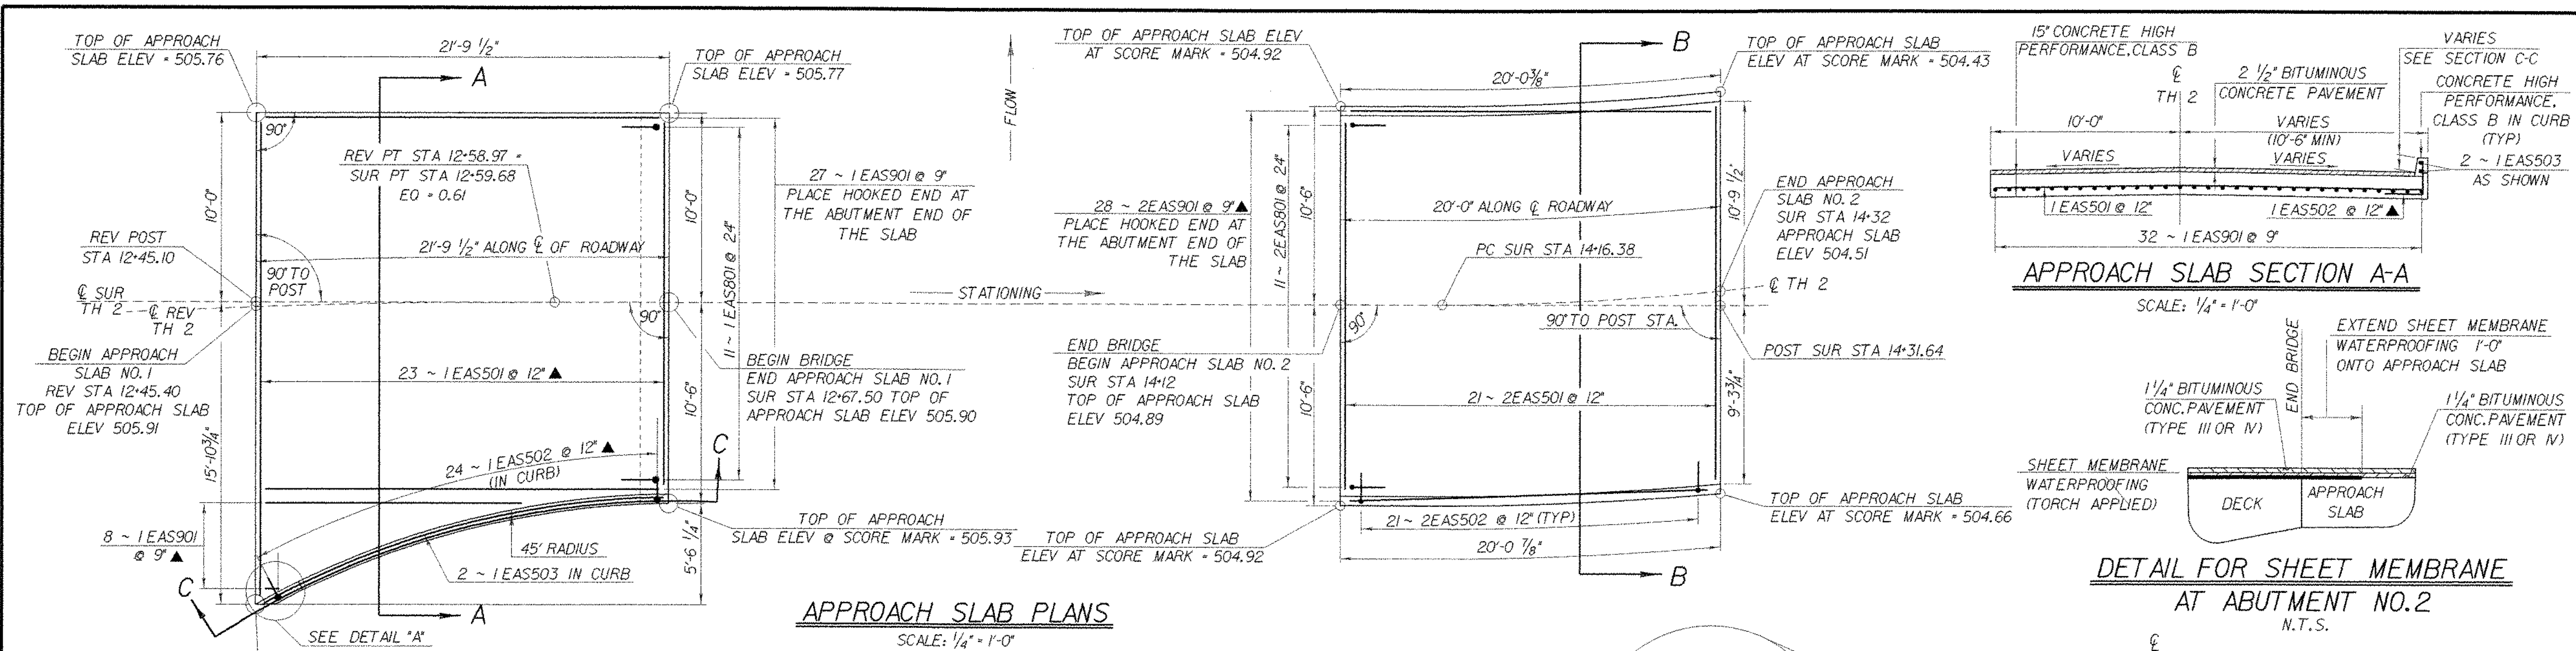 TOP OF APPROACH
SLAB ELEV = 505.76
21'-9 1/2"
A
TOP OF APPROACH
SLAB ELEV = 505.77
90°
REV PT STA 12+58.97 =
SUR PT STA 12+59.68
EQ = 0.61
10'-0"
10'-0"
27 ~ 1EAS901 @ 9"
PLACE HOOKED END AT
THE ABUTMENT END OF
THE SLAB
11 ~ 1EAS801 @ 24"
REV POST
STA 12+45.10
21'-9 1/2" ALONG ℄ OF ROADWAY
90° TO
POST
℄ SUR
TH 2
℄ REV
TH 2
90°
BEGIN APPROACH
SLAB NO. 1
REV STA 12+45.40
TOP OF APPROACH SLAB
ELEV 505.91
23 ~ 1EAS501 @ 12" ▲
BEGIN BRIDGE
END APPROACH SLAB NO. 1
SUR STA 12+67.50 TOP OF
APPROACH SLAB ELEV 505.90
10'-6"
15'-10 3/4"
24 ~ 1EAS502 @ 12" ▲
(IN CURB)
C
8 ~ 1EAS901
@ 9" ▲
TOP OF APPROACH
SLAB ELEV @ SCORE MARK = 505.93
45' RADIUS
2 ~ 1EAS503 IN CURB
5'-6 1/4"
C
A
SEE DETAIL "A"
APPROACH SLAB PLANS
SCALE: 1/4" = 1'-0"
FLOW
STATIONING
TOP OF APPROACH SLAB ELEV
AT SCORE MARK = 504.92
B
TOP OF APPROACH SLAB
ELEV AT SCORE MARK = 504.43
20'-0 3/8"
28 ~ 2EAS901 @ 9" ▲
PLACE HOOKED END AT
THE ABUTMENT END OF
THE SLAB
11 ~ 2EAS801 @ 24"
10'-6"
20'-0" ALONG ℄ ROADWAY
10'-9 1/2"
END APPROACH
SLAB NO. 2
SUR STA 14+32
APPROACH SLAB
ELEV 504.51
PC SUR STA 14+16.38
℄ TH 2
90°
90° TO POST STA.
POST SUR STA 14+31.64
END BRIDGE
BEGIN APPROACH SLAB NO. 2
SUR STA 14+12
TOP OF APPROACH SLAB
ELEV 504.89
10'-6"
21 ~ 2EAS501 @ 12"
9'-3 3/4"
21 ~ 2EAS502 @ 12" (TYP)
20'-0 7/8"
TOP OF APPROACH SLAB
ELEV AT SCORE MARK = 504.92
TOP OF APPROACH SLAB
ELEV AT SCORE MARK = 504.66
B
15" CONCRETE HIGH
PERFORMANCE, CLASS B
℄
TH 2
2 1/2" BITUMINOUS
CONCRETE PAVEMENT
VARIES
SEE SECTION C-C
CONCRETE HIGH
PERFORMANCE,
CLASS B IN CURB
(TYP)
10'-0"
VARIES
(10'-6" MIN)
VARIES
VARIES
2 ~ 1EAS503
AS SHOWN
1EAS501 @ 12"
1EAS502 @ 12" ▲
32 ~ 1EAS901 @ 9"
APPROACH SLAB SECTION A-A
SCALE: 1/4" = 1'-0"
END BRIDGE
EXTEND SHEET MEMBRANE
WATERPROOFING 1'-0"
ONTO APPROACH SLAB
1 1/4" BITUMINOUS
CONC. PAVEMENT
(TYPE III OR IV)
1 1/4" BITUMINOUS
CONC. PAVEMENT
(TYPE III OR IV)
SHEET MEMBRANE
WATERPROOFING
(TORCH APPLIED)
DECK
APPROACH
SLAB
DETAIL FOR SHEET MEMBRANE
AT ABUTMENT NO. 2
N.T.S.
℄